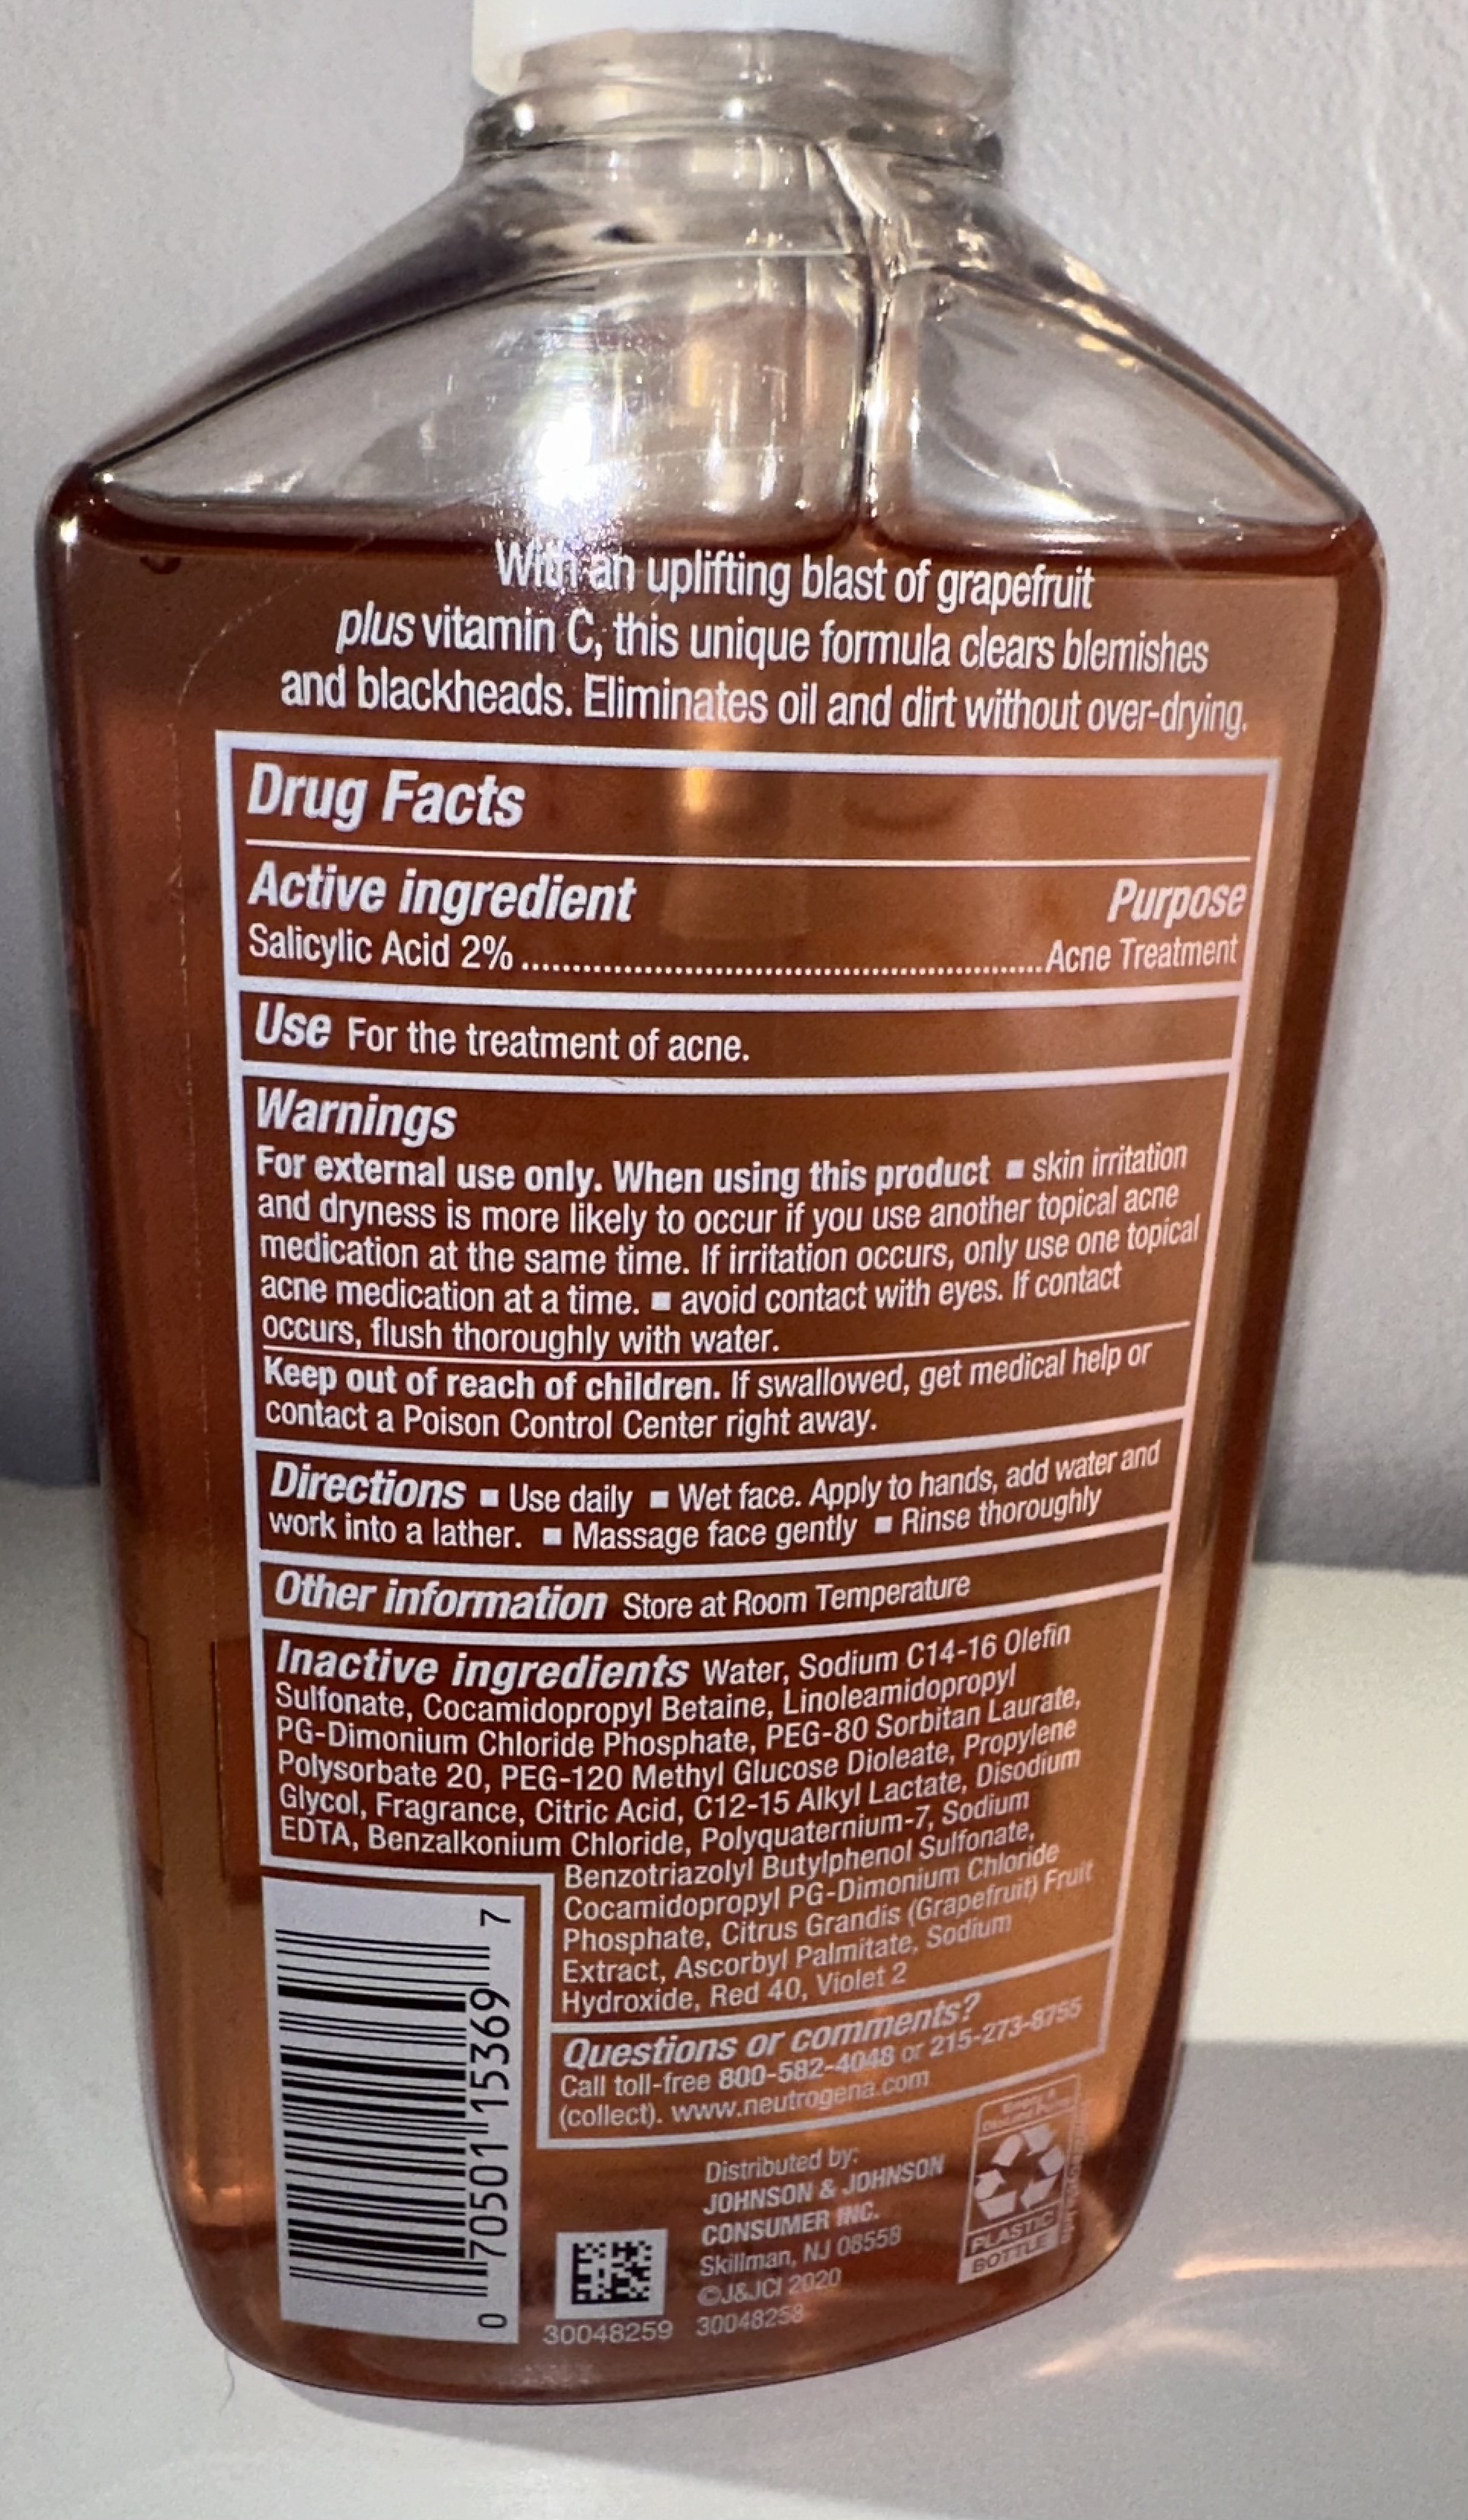 With an uplifting blast of grapefruit
plus vitamin C, this unique formula clears blemishes
and blackheads. Eliminates oil and dirt without over-drying.
Drug Facts
Active ingredient Purpose
Salicylic Acid 2% ........................................................ Acne Treatment
Use For the treatment of acne.
Warnings
For external use only. When using this product ■ skin irritation
and dryness is more likely to occur if you use another topical acne
medication at the same time. If irritation occurs, only use one topical
acne medication at a time. ■ avoid contact with eyes. If contact
occurs, flush thoroughly with water.
Keep out of reach of children. If swallowed, get medical help or
contact a Poison Control Center right away.
Directions ■ Use daily ■ Wet face. Apply to hands, add water and
work into a lather. ■ Massage face gently ■ Rinse thoroughly
Other information Store at Room Temperature
Inactive ingredients Water, Sodium C14-16 Olefin
Sulfonate, Cocamidopropyl Betaine, Linoleamidopropyl
PG-Dimonium Chloride Phosphate, PEG-80 Sorbitan Laurate,
Polysorbate 20, PEG-120 Methyl Glucose Dioleate, Propylene
Glycol, Fragrance, Citric Acid, C12-15 Alkyl Lactate, Disodium
EDTA, Benzalkonium Chloride, Polyquaternium-7, Sodium
Benzotriazolyl Butylphenol Sulfonate,
Cocamidopropyl PG-Dimonium Chloride
Phosphate, Citrus Grandis (Grapefruit) Fruit
Extract, Ascorbyl Palmitate, Sodium
Hydroxide, Red 40, Violet 2
Questions or comments?
Call toll-free 800-582-4048 or 215-273-8755
(collect). www.neutrogena.com
0 70501 15369 7
Distributed by:
JOHNSON & JOHNSON
CONSUMER INC.
Skillman, NJ 08558
©J&JCI 2020
30048258
30048259
PLASTIC
BOTTLE